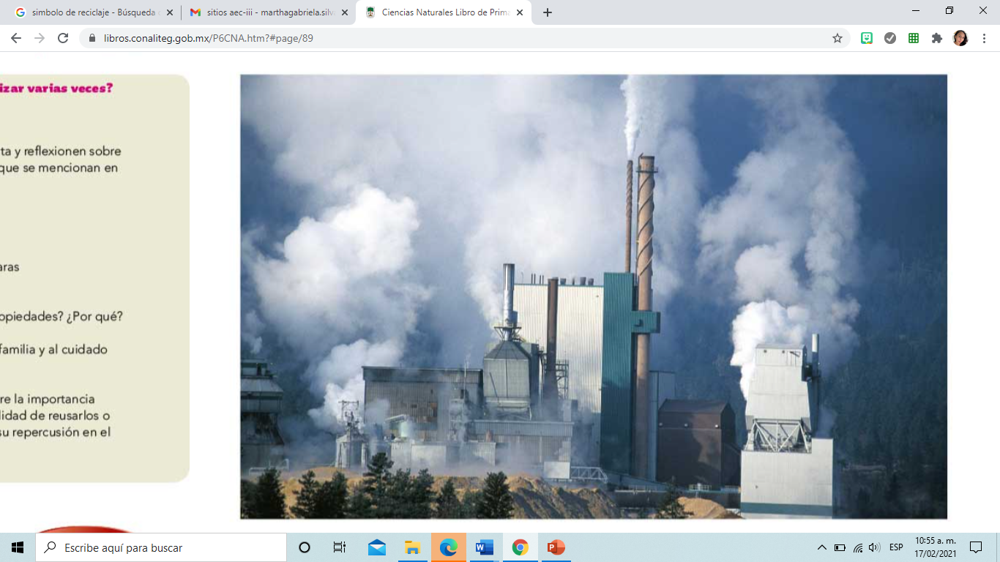 simbolo de reciclaje - Búsqueda
sitios aec-iii - marthagabriela.silv
Ciencias Naturales Libro de Prim
libros.conaliteg.gob.mx/P6CNA.htm?#page/89
izar varias veces?
ta y reflexionen sobre
que se mencionan en
aras
opiedades? ¿Por qué?
familia y al cuidado
re la importancia
lidad de reusarlos o
su repercusión en el
Escribe aquí para buscar
ESP
10:55 a. m.
17/02/2021